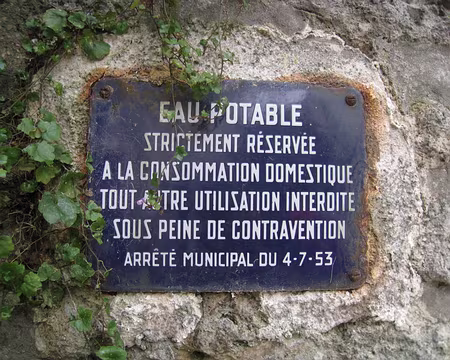 EAU POTABLE
STRICTEMENT RÉSERVÉE
A LA CONSOMMATION DOMESTIQUE
TOUT AUTRE UTILISATION INTERDITE
SOUS PEINE DE CONTRAVENTION
ARRÊTÉ MUNICIPAL DU 4-7-53